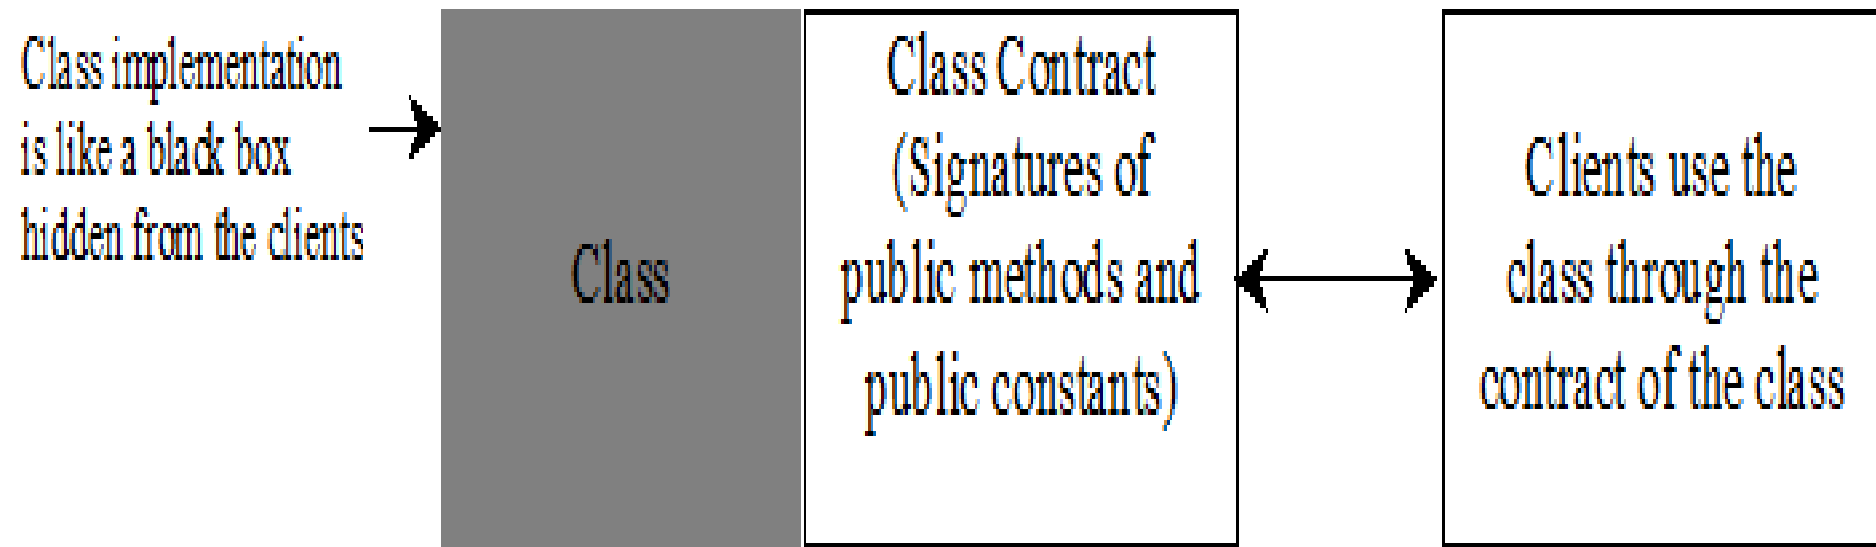 Class implementation
is like a black box
hidden from the clients
Class
Class Contract
(Signatures of
public methods and
public constants)
Clients use the
class through the
contract of the class